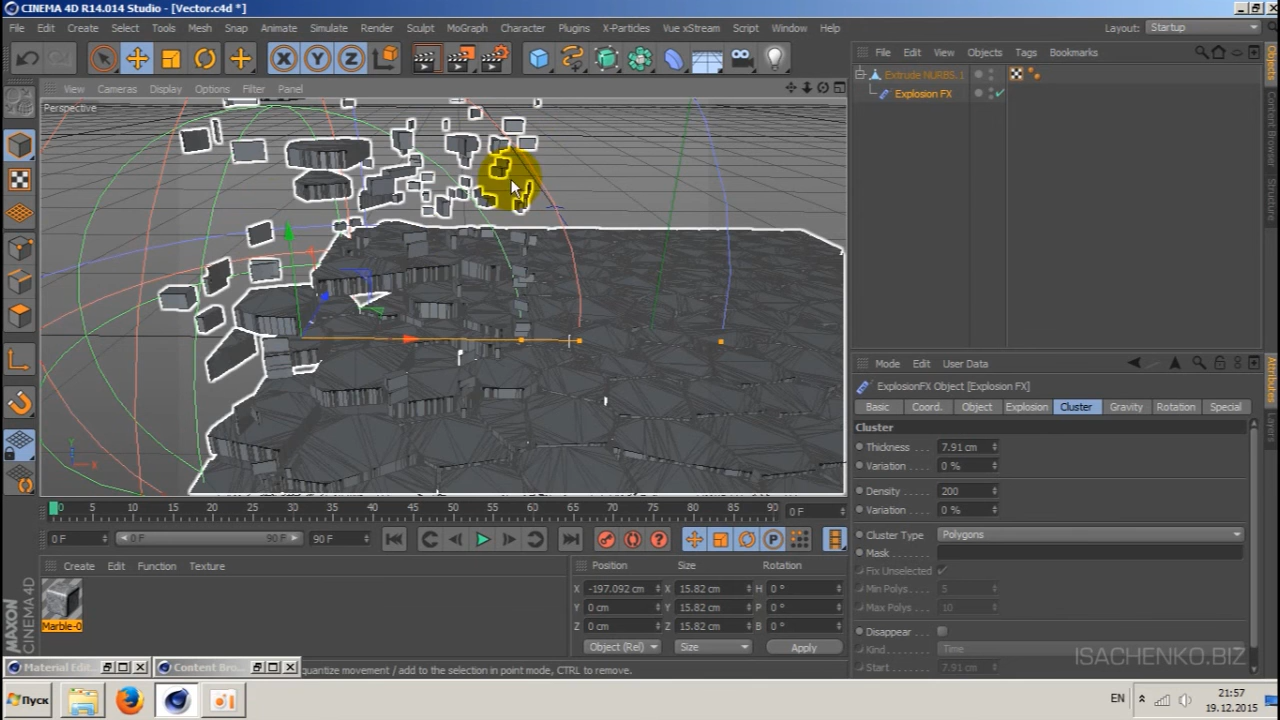 CINEMA 4D R14.014 Studio - [Vector.c4d *]
File Edit Create Select Tools Mesh Snap Animate Simulate Render Sculpt MoGraph Character Plugins X-Particles Vue xStream Script Window Help Layout: Startup
X Y Z
File Edit View Objects Tags Bookmarks
View Cameras Display Options Filter Panel
Perspective
Extrude NURBS.1
Explosion FX
Objects
Content Browser
Structure
Mode Edit User Data
ExplosionFX Object [Explosion FX]
Basic Coord. Object Explosion Cluster Gravity Rotation Special
Cluster
Thickness 7.91 cm
Variation 0 %
Density 200
Variation 0 %
Cluster Type Polygons
Mask
Fix Unselected
Min Polys 5
Max Polys 10
Disappear
Kind Time
Start 7.91 cm
Attributes
Layers
Y X
0 5 10 15 20 25 30 35 40 45 50 55 60 65 70 75 80 85 90 0 F
0 F 0 F 90 F 90 F
Create Edit Function Texture
Marble-0
MAXON CINEMA 4D
Position Size Rotation
X -197.092 cm X 15.82 cm H 0 °
Y 0 cm Y 15.82 cm P 0 °
Z 0 cm Z 15.82 cm B 0 °
Object (Rel) Size Apply
Material Edi... Content Bro...
quantize movement / add to the selection in point mode, CTRL to remove.
ISACHENKO.BIZ
Пуск
EN
21:57
19.12.2015